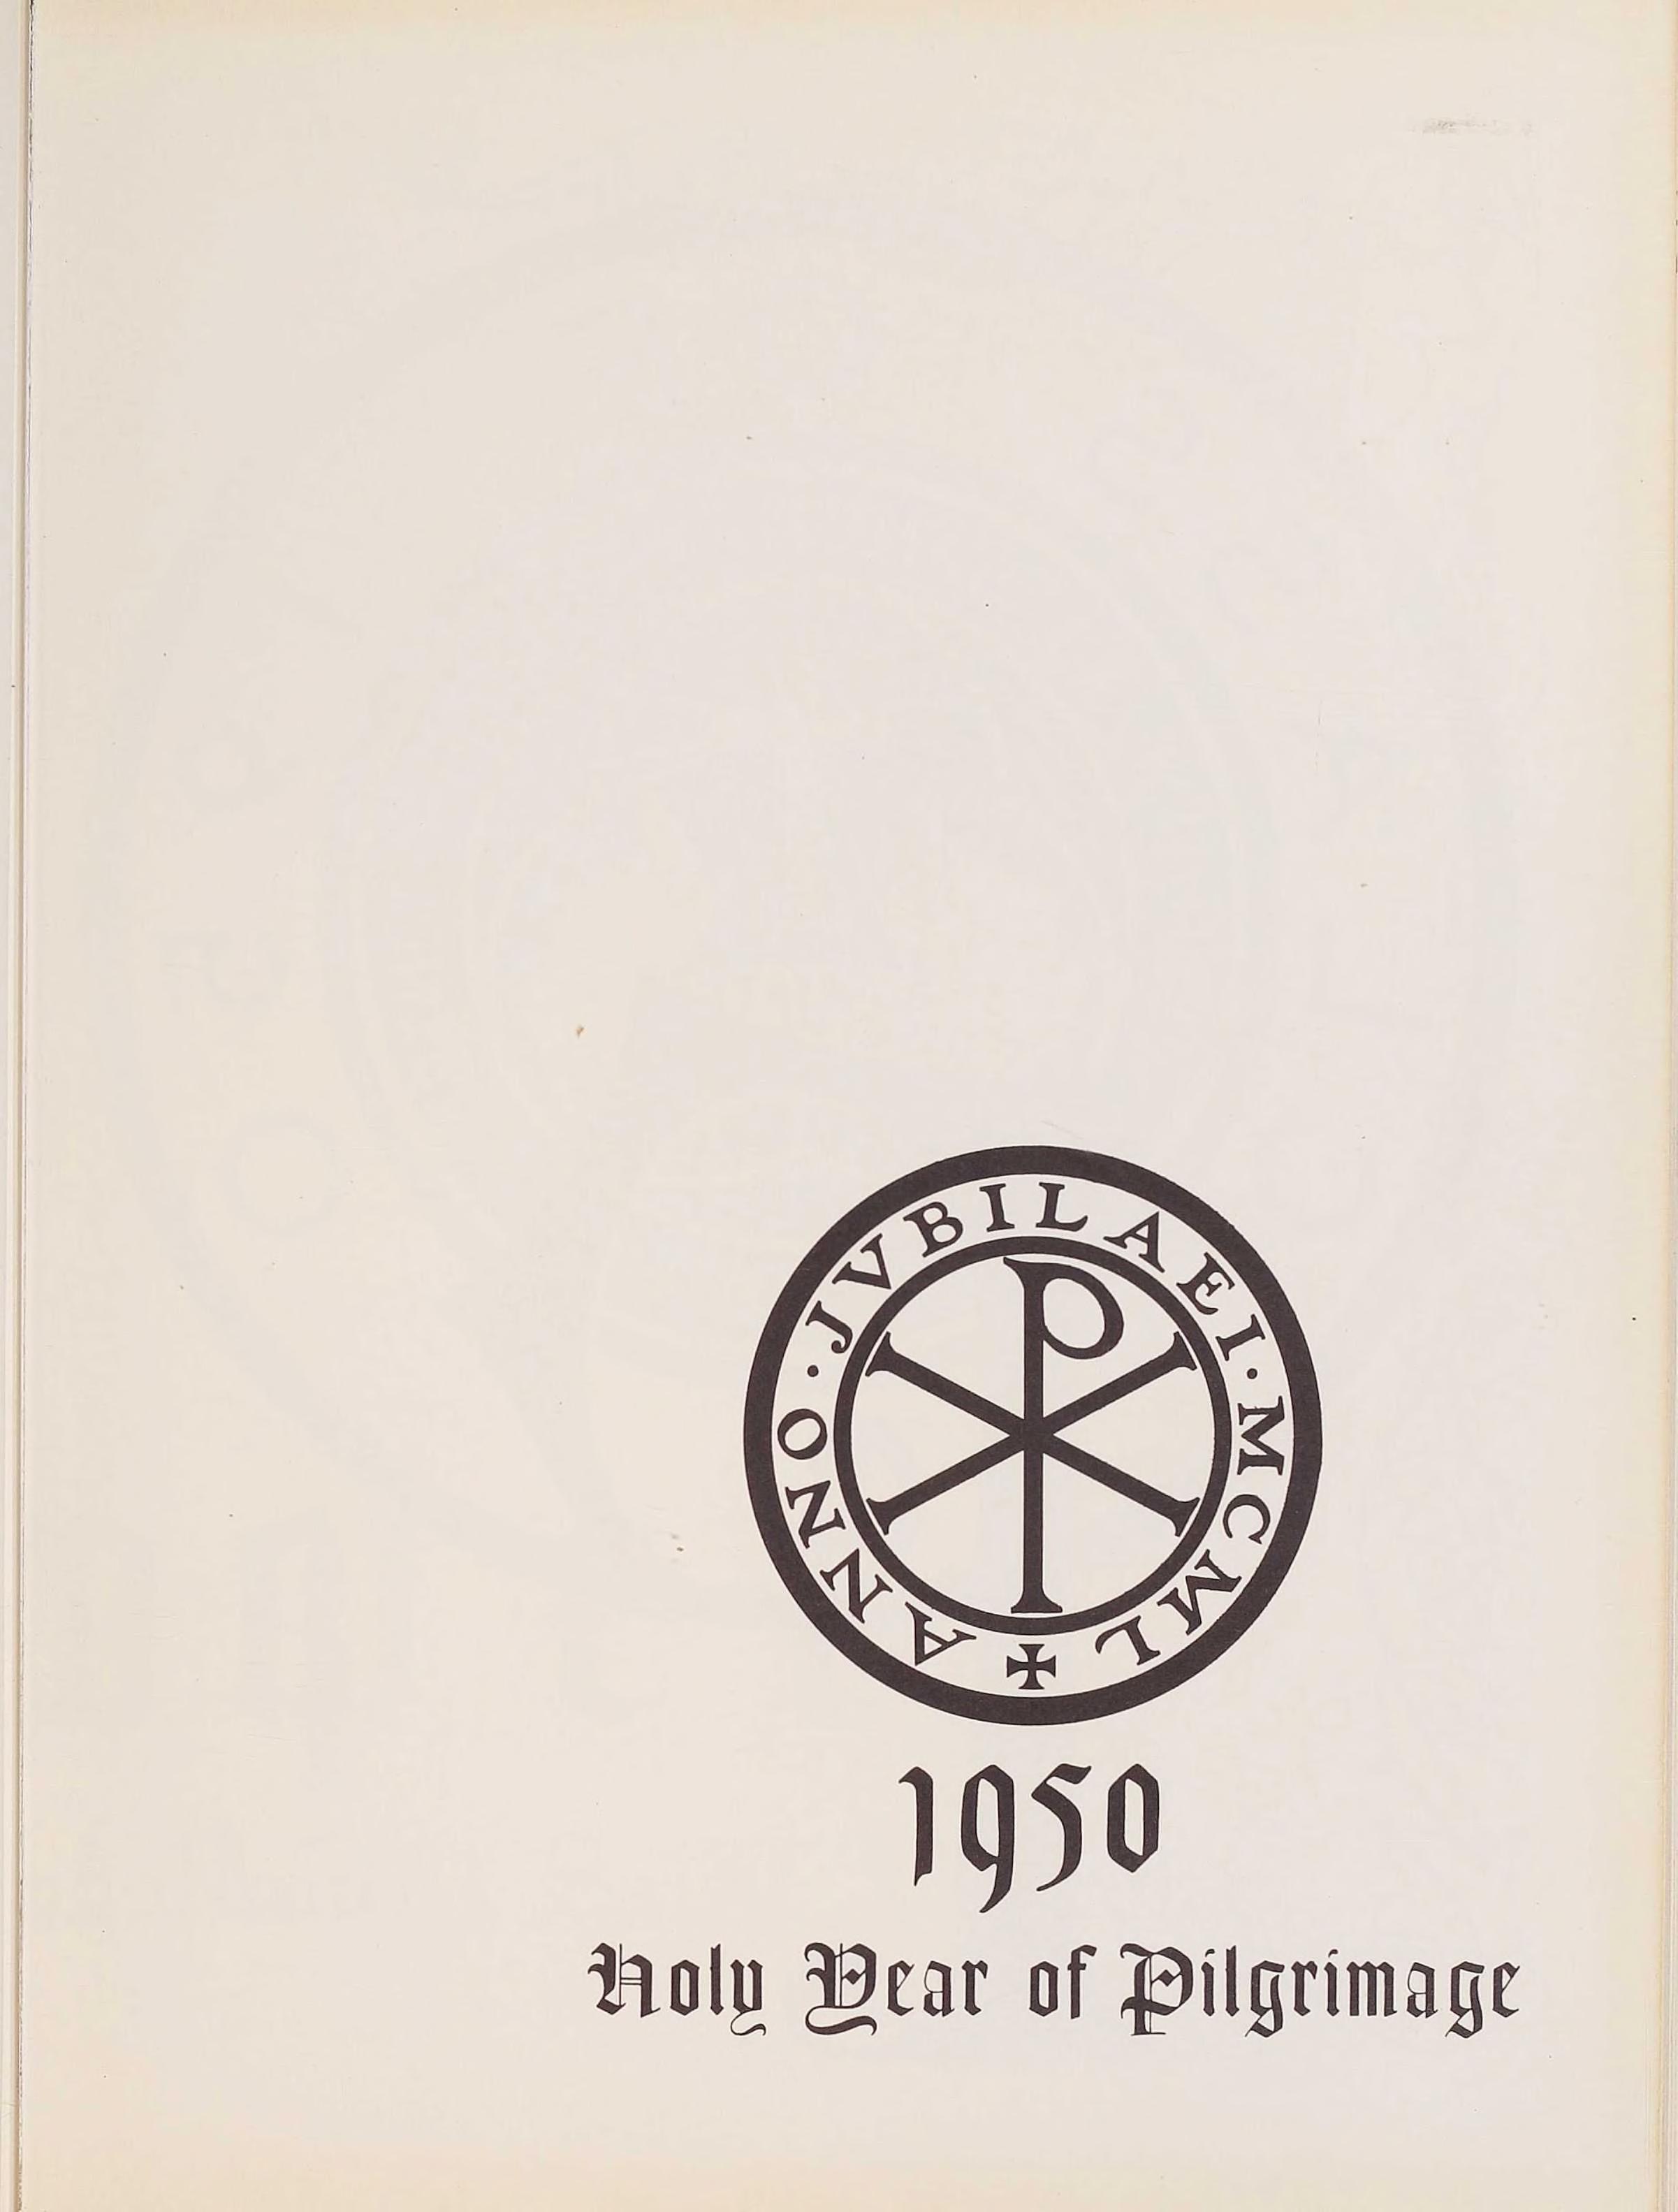 ANNO · JVBILAEI · MCML ✠
1950
Holy Year of Pilgrimage